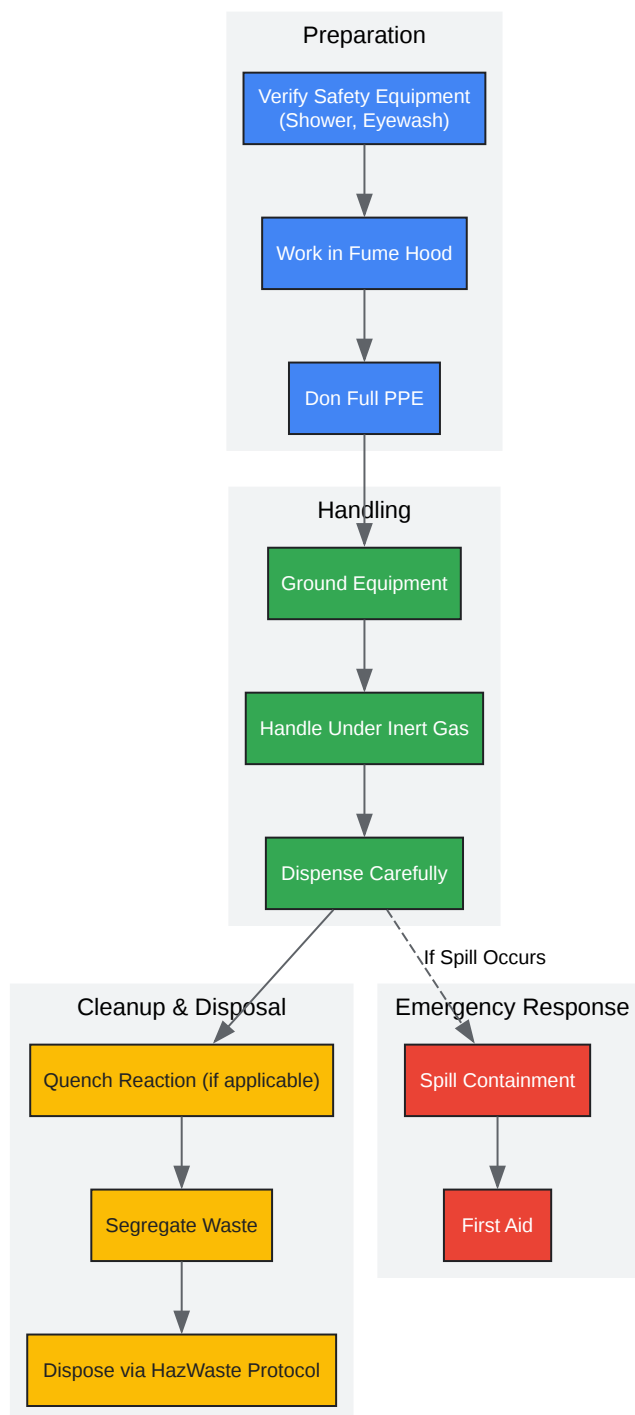 Preparation
Verify Safety Equipment
(Shower, Eyewash)
Work in Fume Hood
Don Full PPE
Handling
Ground Equipment
Handle Under Inert Gas
Dispense Carefully
If Spill Occurs
Cleanup & Disposal
Quench Reaction (if applicable)
Segregate Waste
Dispose via HazWaste Protocol
Emergency Response
Spill Containment
First Aid